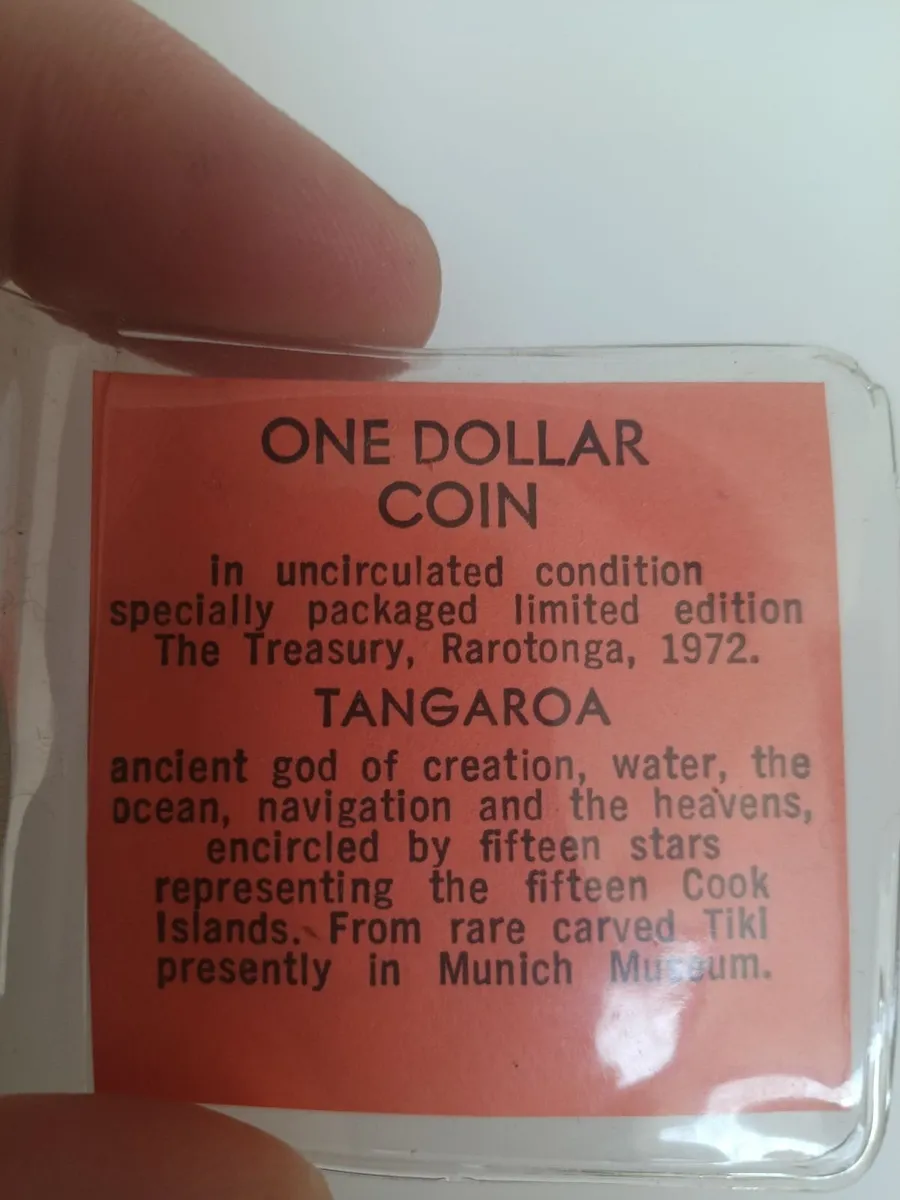 ONE DOLLAR
COIN
in uncirculated condition
specially packaged limited edition
The Treasury, Rarotonga, 1972.
TANGAROA
ancient god of creation, water, the
ocean, navigation and the heavens,
encircled by fifteen stars
representing the fifteen Cook
Islands. From rare carved Tiki
presently in Munich Museum.